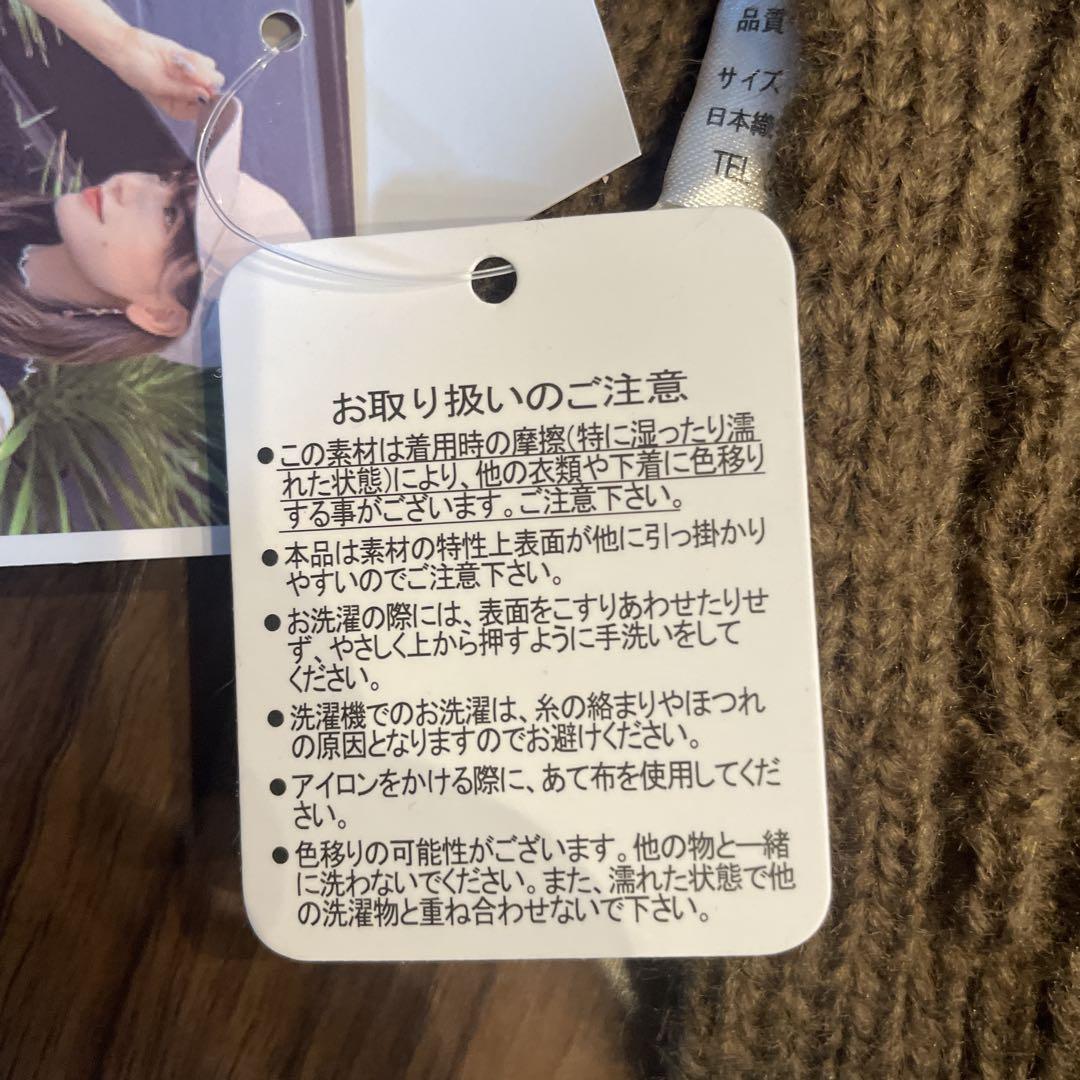 品質
サイズ
日本織
TEL
お取り扱いのご注意
●この素材は着用時の摩擦(特に湿ったり濡
れた状態)により、他の衣類や下着に色移り
する事がございます。ご注意下さい。
●本品は素材の特性上表面が他に引っ掛かり
やすいのでご注意下さい。
●お洗濯の際には、表面をこすりあわせたりせ
ず、やさしく上から押すように手洗いをして
ください。
●洗濯機でのお洗濯は、糸の絡まりやほつれ
の原因となりますのでお避けください。
●アイロンをかける際に、あて布を使用してくだ
さい。
●色移りの可能性がございます。他の物と一緒
に洗わないでください。また、濡れた状態で他
の洗濯物と重ね合わせないで下さい。